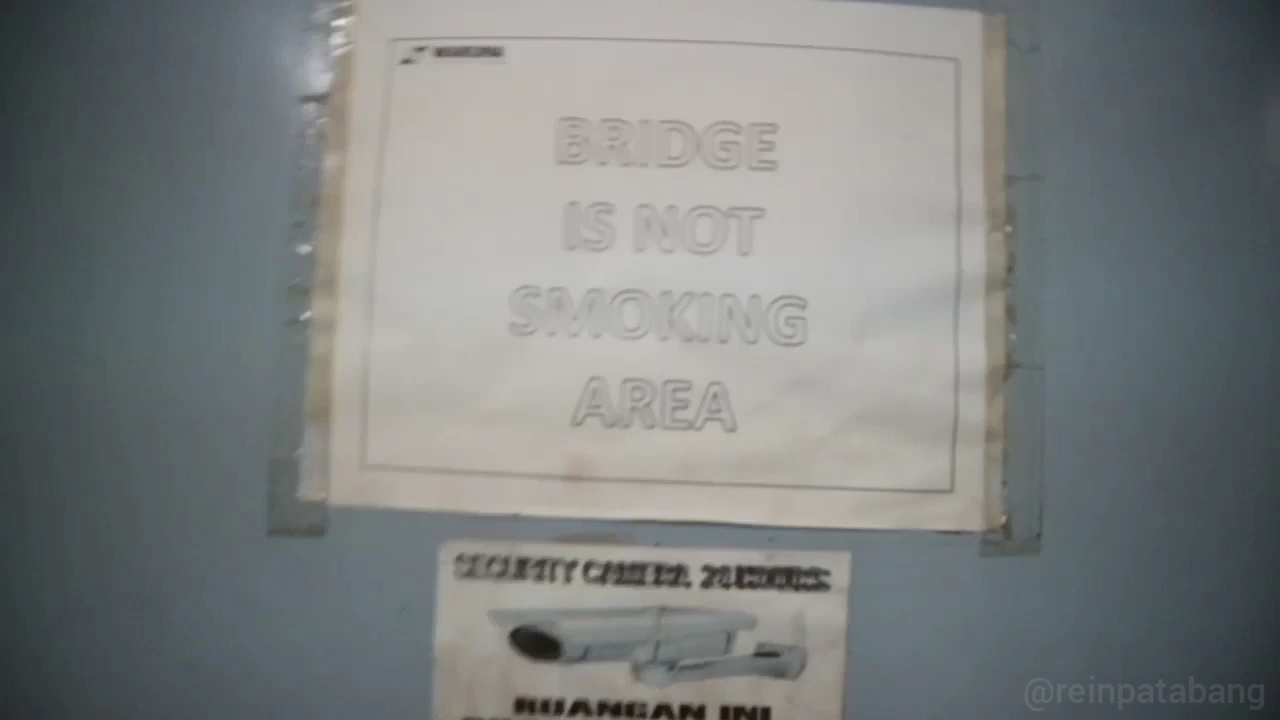 BRIDGE
IS NOT
SMOKING
AREA
SECURITY CAMERA 24 HOURS
RUANGAN INI
@reinpatabang